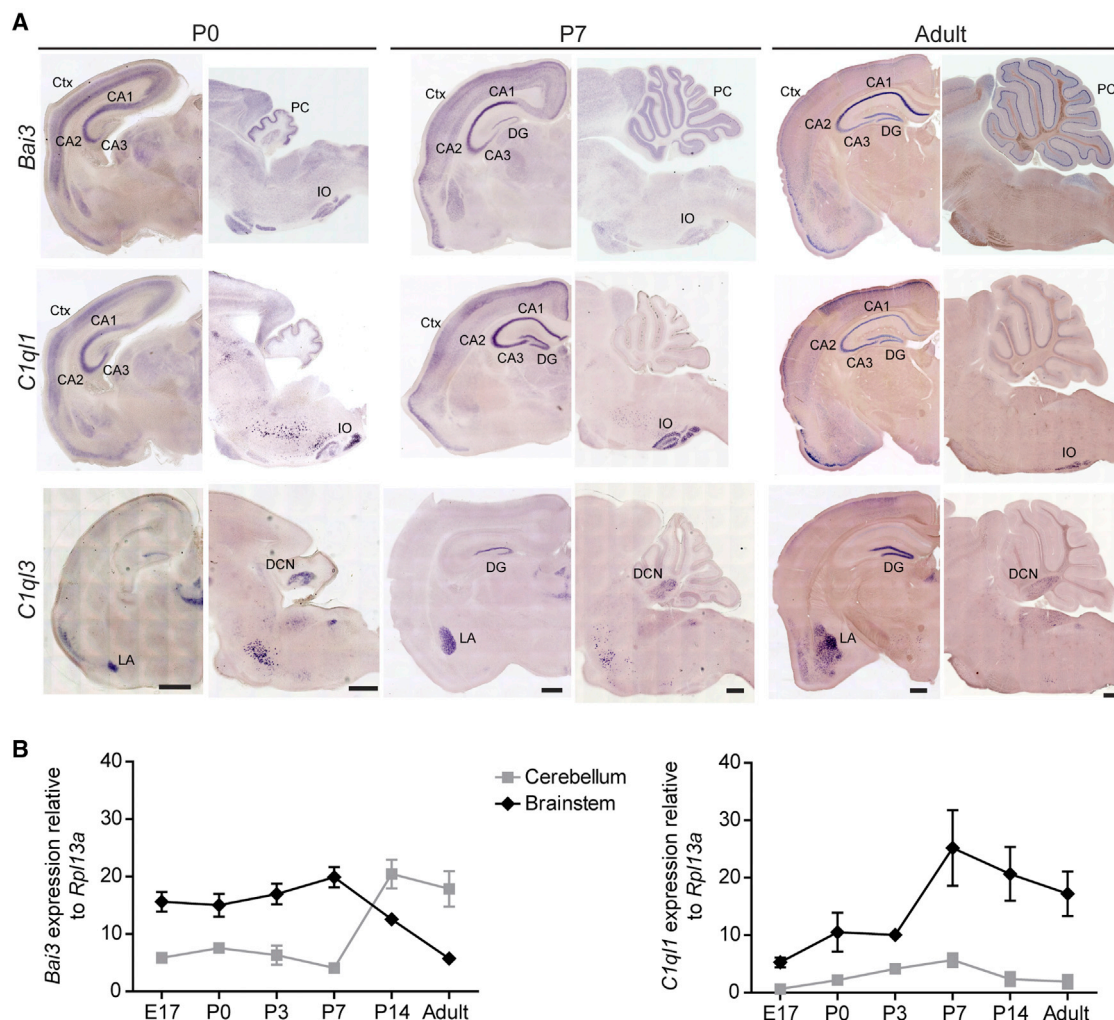 A
P0 P7 Adult
Bai3
Ctx CA1 CA2 CA3
PC IO
Ctx CA1 CA2 CA3 DG
PC IO
Ctx CA1 CA2 CA3 DG
PC
C1ql1
Ctx CA1 CA2 CA3
IO
Ctx CA1 CA2 CA3 DG
IO
Ctx CA1 CA2 CA3 DG
IO
C1ql3
LA
DCN
DG LA
DCN
DG LA
DCN
B
Bai3 expression relative
to Rpl13a
40
30
20
10
0
E17 P0 P3 P7 P14 Adult
Cerebellum
Brainstem
C1ql1 expression relative
to Rpl13a
40
30
20
10
0
E17 P0 P3 P7 P14 Adult